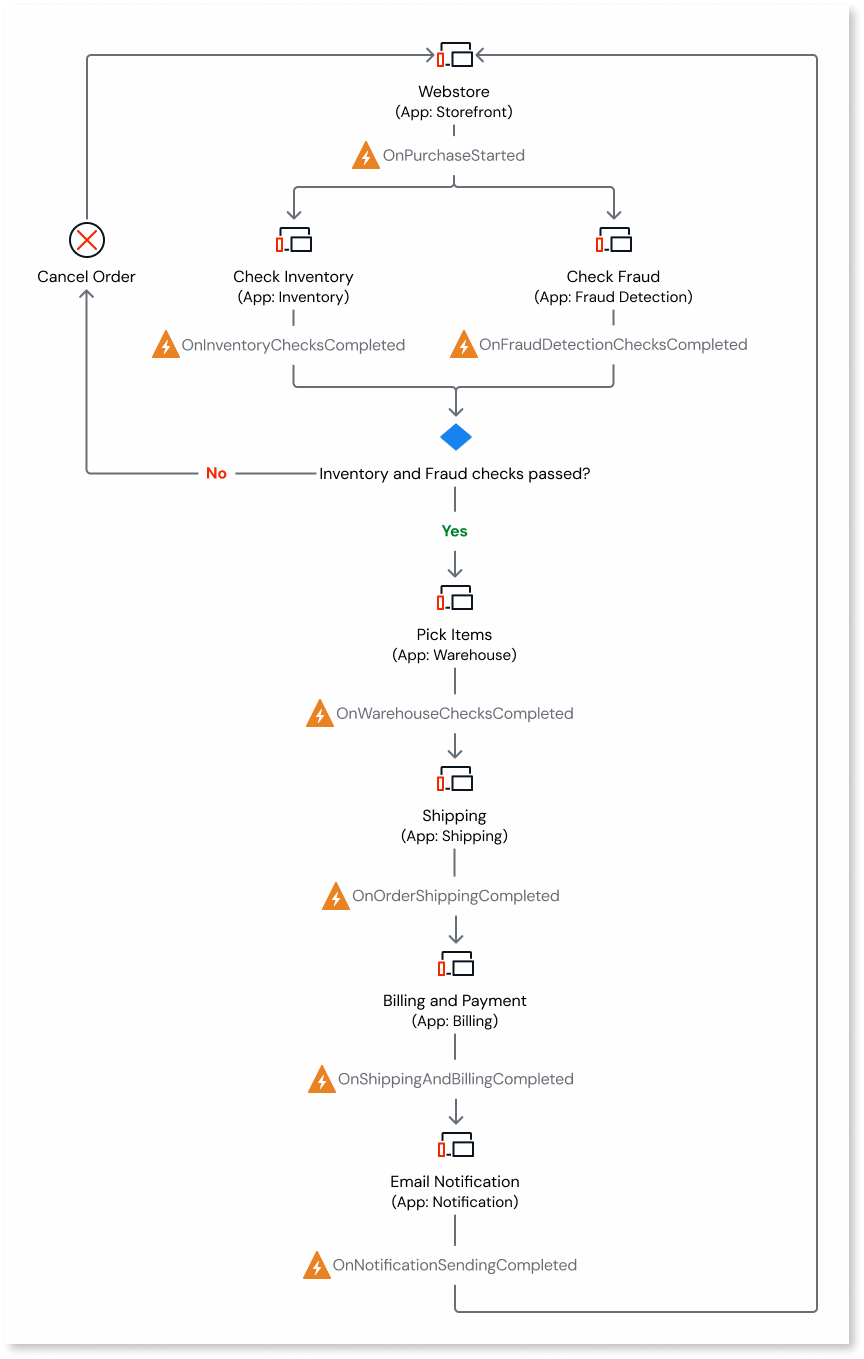 Webstore
(App: Storefront)
OnPurchaseStarted
Cancel Order
Check Inventory
(App: Inventory)
Check Fraud
(App: Fraud Detection)
OnInventoryChecksCompleted
OnFraudDetectionChecksCompleted
No
Inventory and Fraud checks passed?
Yes
Pick Items
(App: Warehouse)
OnWarehouseChecksCompleted
Shipping
(App: Shipping)
OnOrderShippingCompleted
Billing and Payment
(App: Billing)
OnShippingAndBillingCompleted
Email Notification
(App: Notification)
OnNotificationSendingCompleted